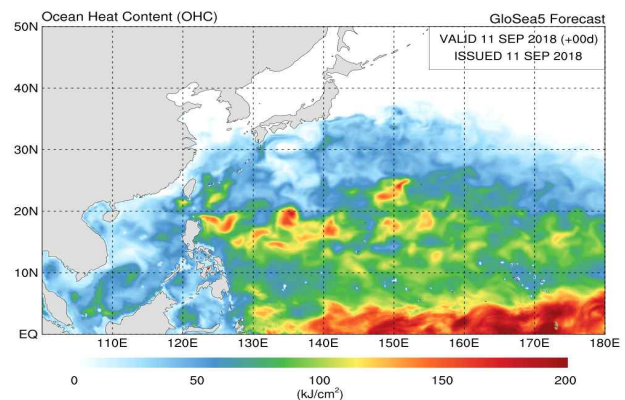 Ocean Heat Content (OHC)
GloSea5 Forecast
VALID 11 SEP 2018 (+00d)
ISSUED 11 SEP 2018
50N
40N
30N
20N
10N
EQ
110E 120E 130E 140E 150E 160E 170E 180E
0 50 100 150 200
(kJ/cm²)